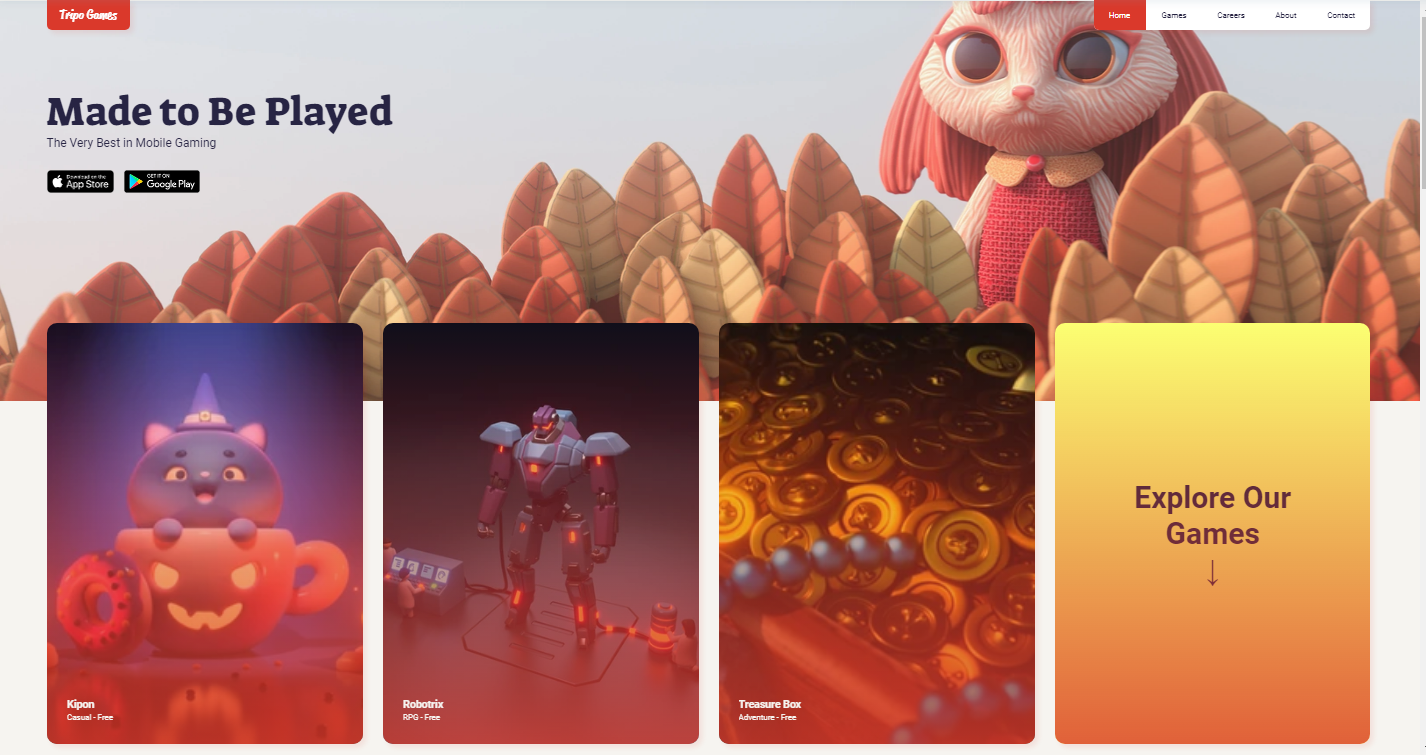 Tripo Games
Home
Games
Careers
About
Contact
Made to Be Played
The Very Best in Mobile Gaming
Download on the
App Store
GET IT ON
Google Play
Kipon
Casual - Free
Robotrix
RPG - Free
Treasure Box
Adventure - Free
Explore Our
Games
↓